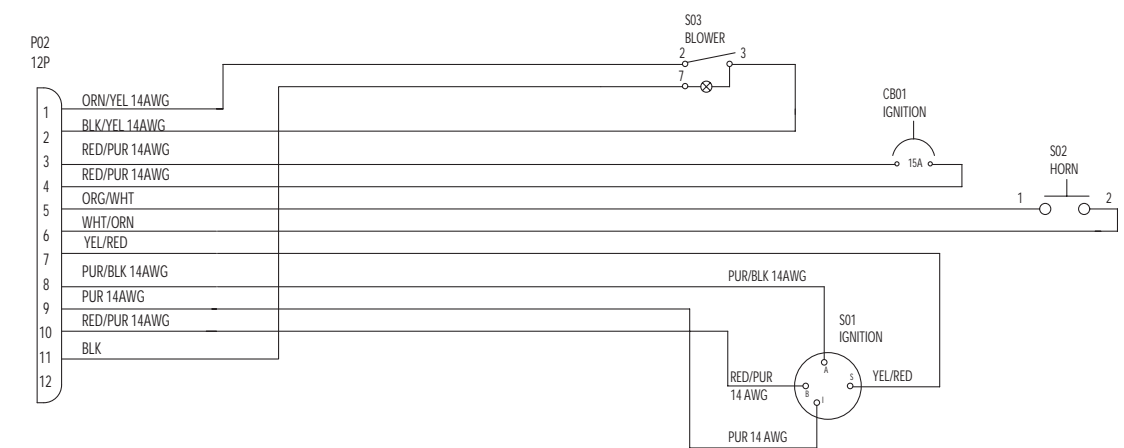 S03
BLOWER
2
3
7
P02
12P
1
ORN/YEL 14AWG
2
BLK/YEL 14AWG
3
RED/PUR 14AWG
4
RED/PUR 14AWG
5
ORG/WHT
6
WHT/ORN
7
YEL/RED
8
PUR/BLK 14AWG
9
PUR 14AWG
10
RED/PUR 14AWG
11
BLK
12
CB01
IGNITION
15A
S02
HORN
1
2
PUR/BLK 14AWG
S01
IGNITION
A
B
S
I
YEL/RED
RED/PUR
14 AWG
PUR 14 AWG